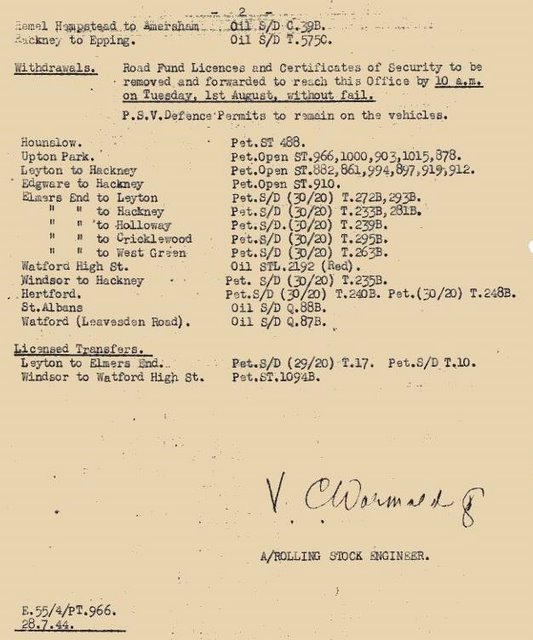 - 2 -
Hemel Hempstead to Amersham Oil S/D C.39B.
Hackney to Epping. Oil S/D T.575C.
Withdrawals. Road Fund Licences and Certificates of Security to be
removed and forwarded to reach this Office by 10 a.m.
on Tuesday, 1st August, without fail.
P.S.V.Defence Permits to remain on the vehicles.
Hounslow. Pet.ST 488.
Upton Park. Pet.Open ST.966,1000,903,1015,878.
Leyton to Hackney Pet.Open ST.882,861,994,897,919,912.
Edgware to Hackney Pet.Open ST.910.
Elmers End to Leyton Pet.S/D (30/20) T.272B,293B.
" " to Hackney Pet.S/D (30/20) T.233B,281B.
" " to Holloway Pet.S/D.(30/20) T.239B.
" " to Cricklewood Pet.S/D (30/20) T.295B.
" " to West Green Pet.S/D (30/20) T.263B.
Watford High St. Oil STL.2192 (Red).
Windsor to Hackney Pet. S/D (30/20) T.235B.
Hertford. Pet.S/D (30/20) T.240B. Pet.(30/20) T.248B.
St.Albans Oil S/D Q.88B.
Watford (Leavesden Road). Oil S/D Q.87B.
Licensed Transfers.
Leyton to Elmers End. Pet.S/D (29/20) T.17. Pet.S/D T.10.
Windsor to Watford High St. Pet.ST.1094B.
V. C Wormald
A/ROLLING STOCK ENGINEER.
E.55/4/PT.966.
28.7.44.